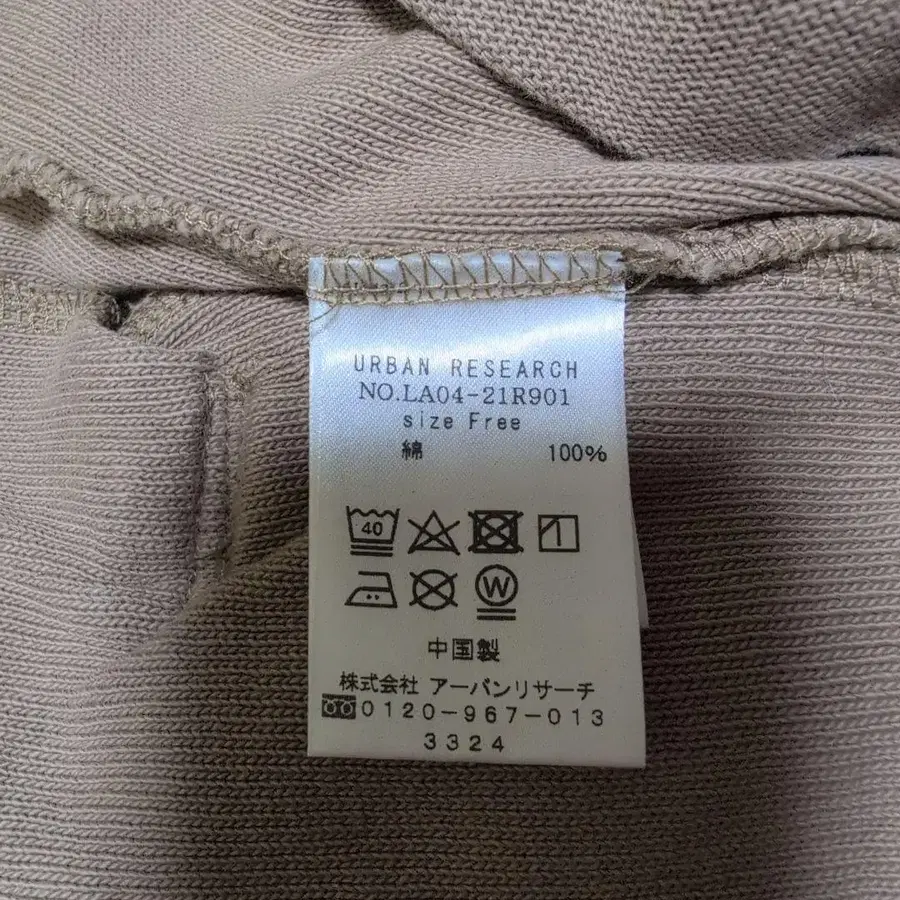 URBAN RESEARCH
NO.LA04-21R901
size Free
綿 100%
40
W
中国製
株式会社 アーバンリサーチ
0120-967-013
3324